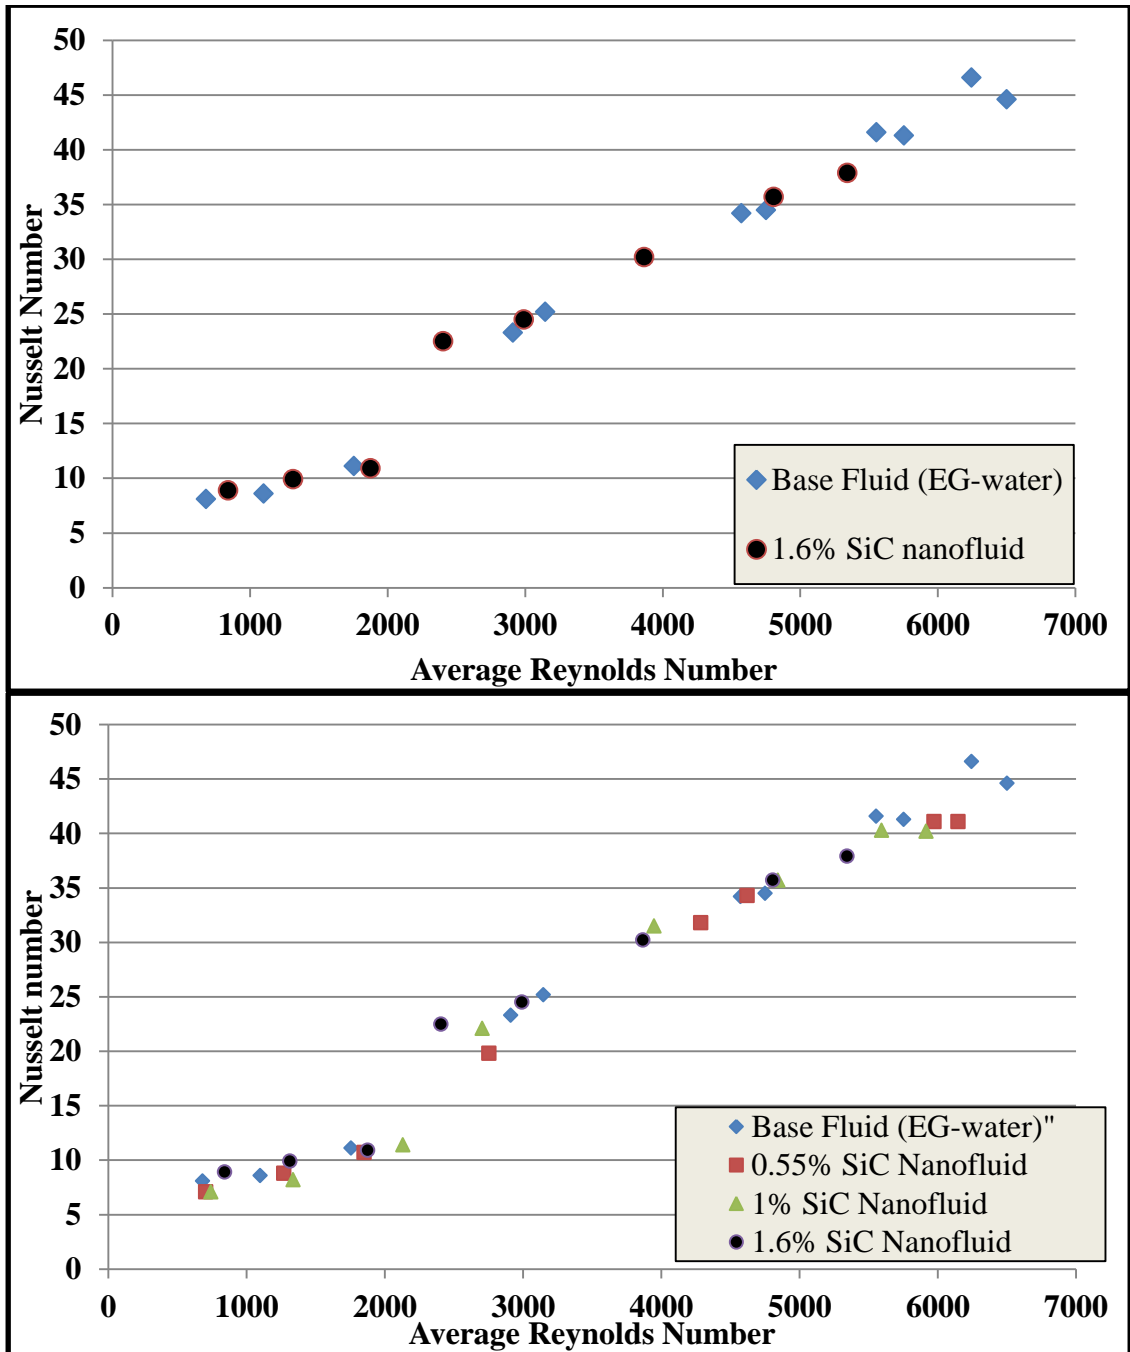 50
45
40
35
30
25
20
15
10
5
0
Nusselt Number
Base Fluid (EG-water)
1.6% SiC nanofluid
0 1000 2000 3000 4000 5000 6000 7000
Average Reynolds Number
50
45
40
35
30
25
20
15
10
5
0
Nusselt number
Base Fluid (EG-water)"
0.55% SiC Nanofluid
1% SiC Nanofluid
1.6% SiC Nanofluid
0 1000 2000 3000 4000 5000 6000 7000
Average Reynolds Number